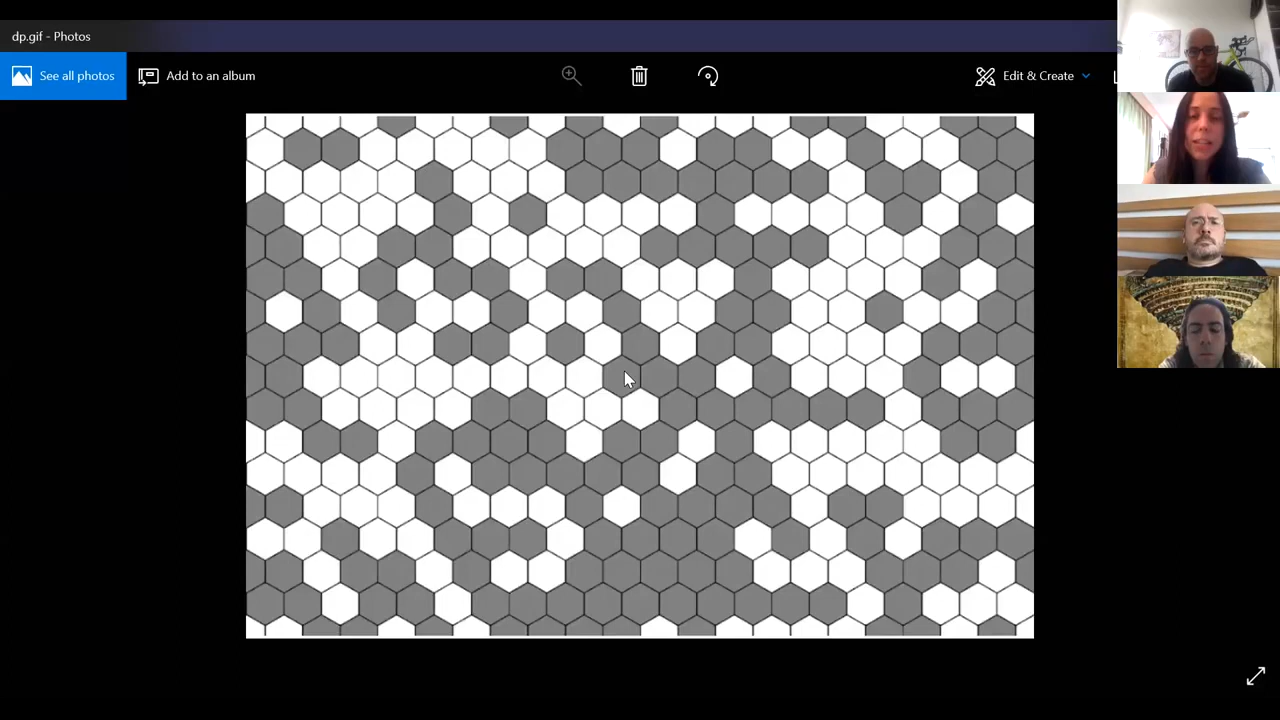 dp.gif - Photos
See all photos
Add to an album
Edit & Create